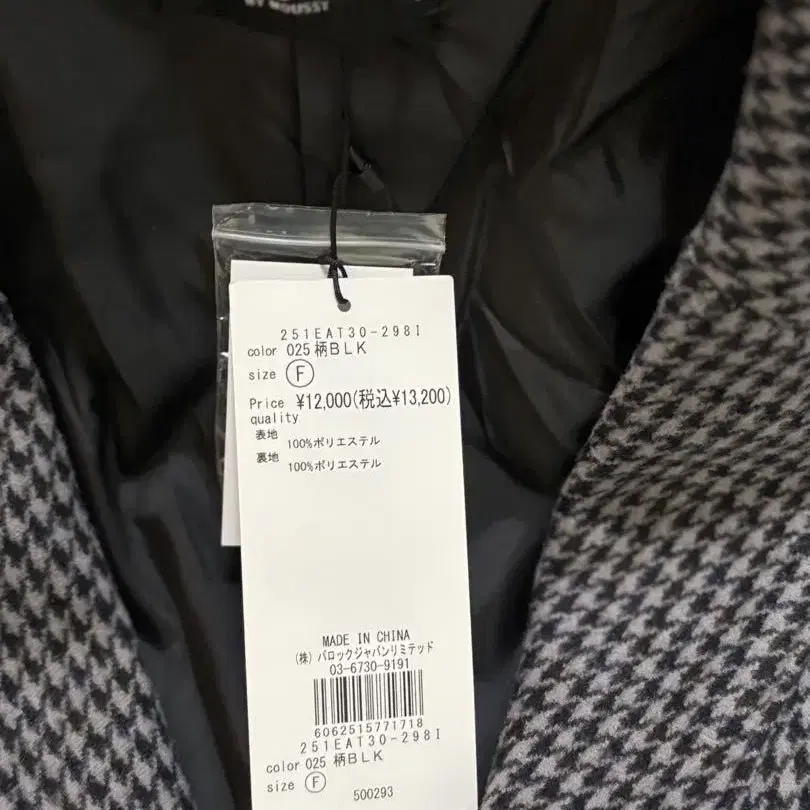 BY MOUSSY
251EAT30-298I
color 025 柄BLK
size F
Price ¥12,000(税込¥13,200)
quality
表地 100%ポリエステル
裏地 100%ポリエステル
MADE IN CHINA
(株) バロックジャパンリミテッド
03-6730-9191
6062515771718
251EAT30-298I
color 025 柄BLK
size F
500293